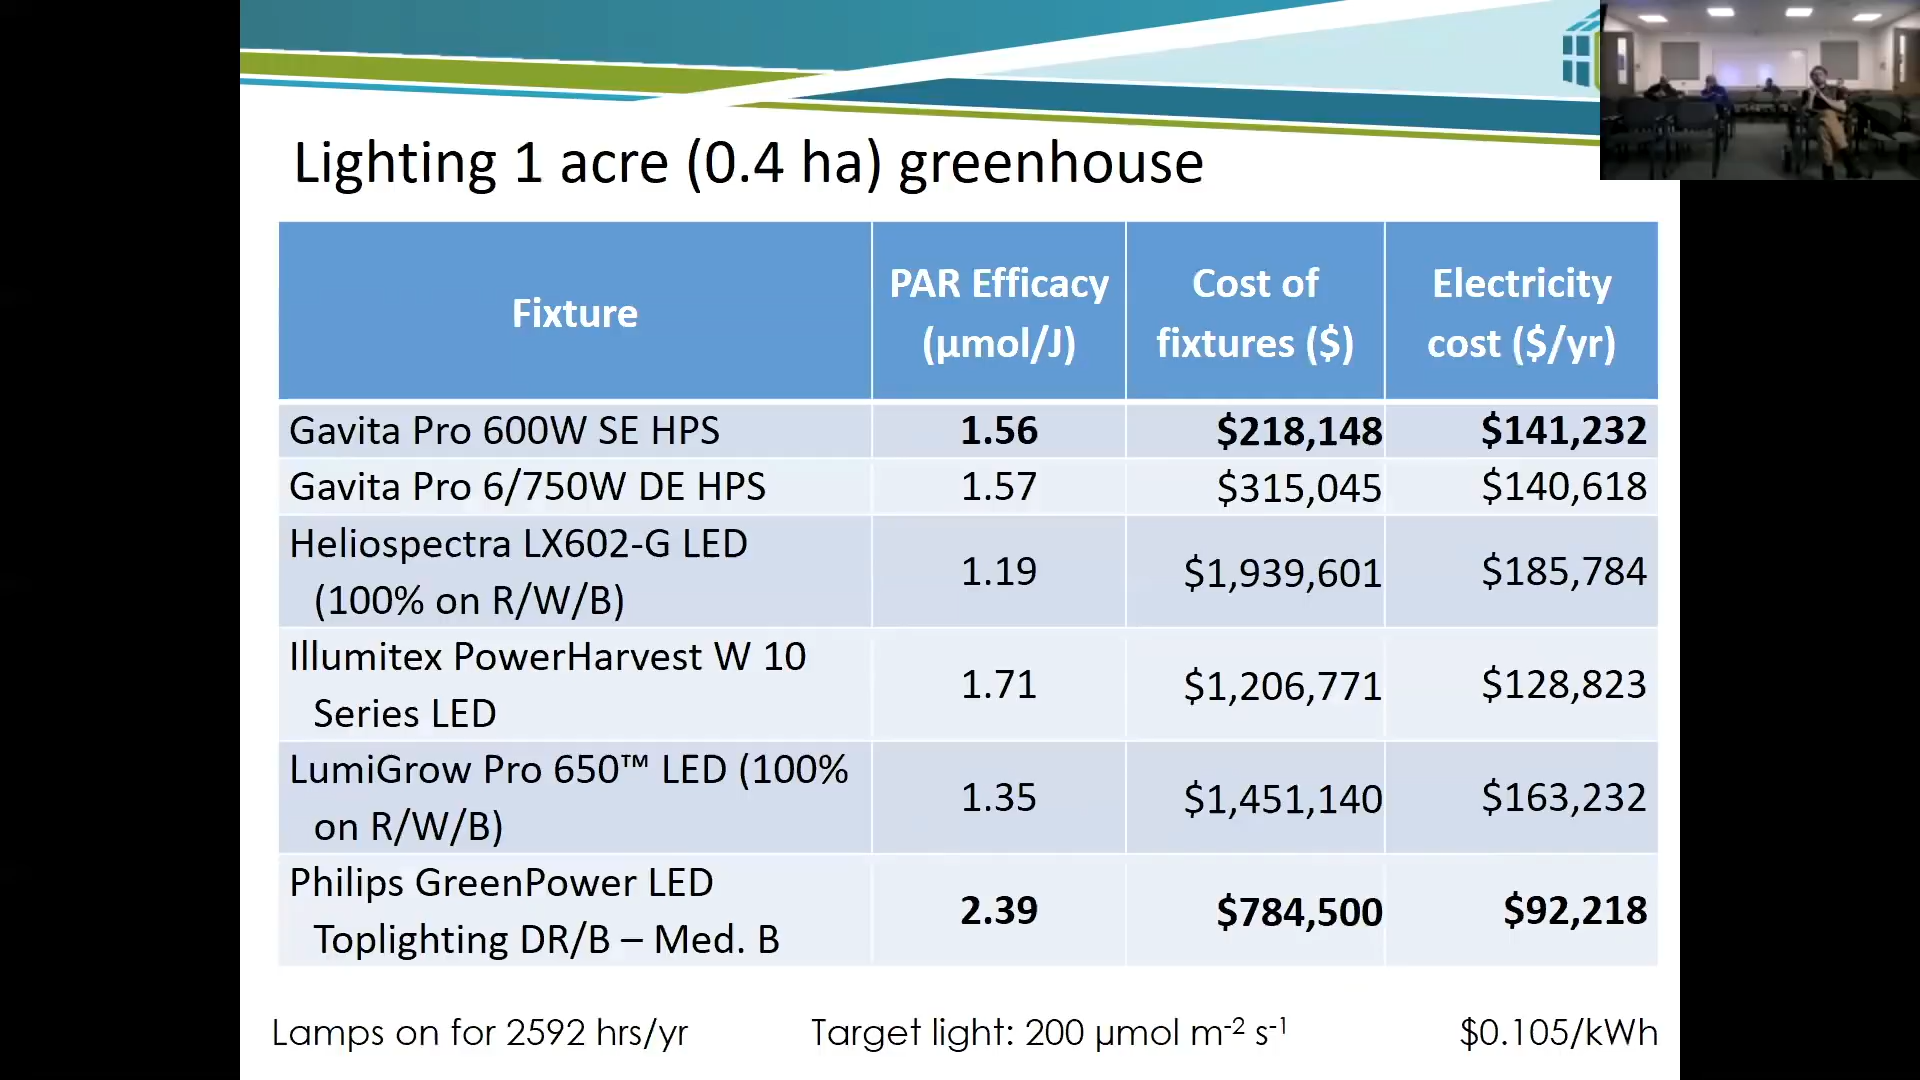 Lighting 1 acre (0.4 ha) greenhouse
Fixture
PAR Efficacy
(µmol/J)
Cost of
fixtures ($)
Electricity
cost ($/yr)
Gavita Pro 600W SE HPS
1.56
$218,148
$141,232
Gavita Pro 6/750W DE HPS
1.57
$315,045
$140,618
Heliospectra LX602-G LED
(100% on R/W/B)
1.19
$1,939,601
$185,784
Illumitex PowerHarvest W 10
Series LED
1.71
$1,206,771
$128,823
LumiGrow Pro 650™ LED (100%
on R/W/B)
1.35
$1,451,140
$163,232
Philips GreenPower LED
Toplighting DR/B – Med. B
2.39
$784,500
$92,218
Lamps on for 2592 hrs/yr
Target light: 200 µmol m-2 s-1
$0.105/kWh